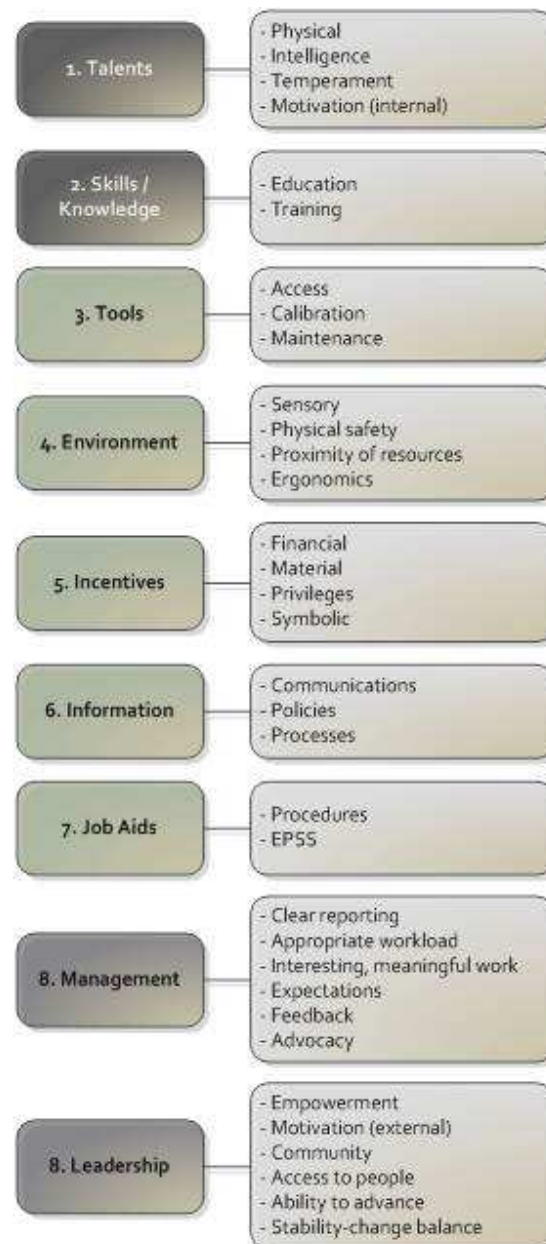 1. Talents
- Physical
- Intelligence
- Temperament
- Motivation (internal)
2. Skills /
Knowledge
- Education
- Training
3. Tools
- Access
- Calibration
- Maintenance
4. Environment
- Sensory
- Physical safety
- Proximity of resources
- Ergonomics
5. Incentives
- Financial
- Material
- Privileges
- Symbolic
6. Information
- Communications
- Policies
- Processes
7. Job Aids
- Procedures
- EPSS
8. Management
- Clear reporting
- Appropriate workload
- Interesting, meaningful work
- Expectations
- Feedback
- Advocacy
8. Leadership
- Empowerment
- Motivation (external)
- Community
- Access to people
- Ability to advance
- Stability-change balance